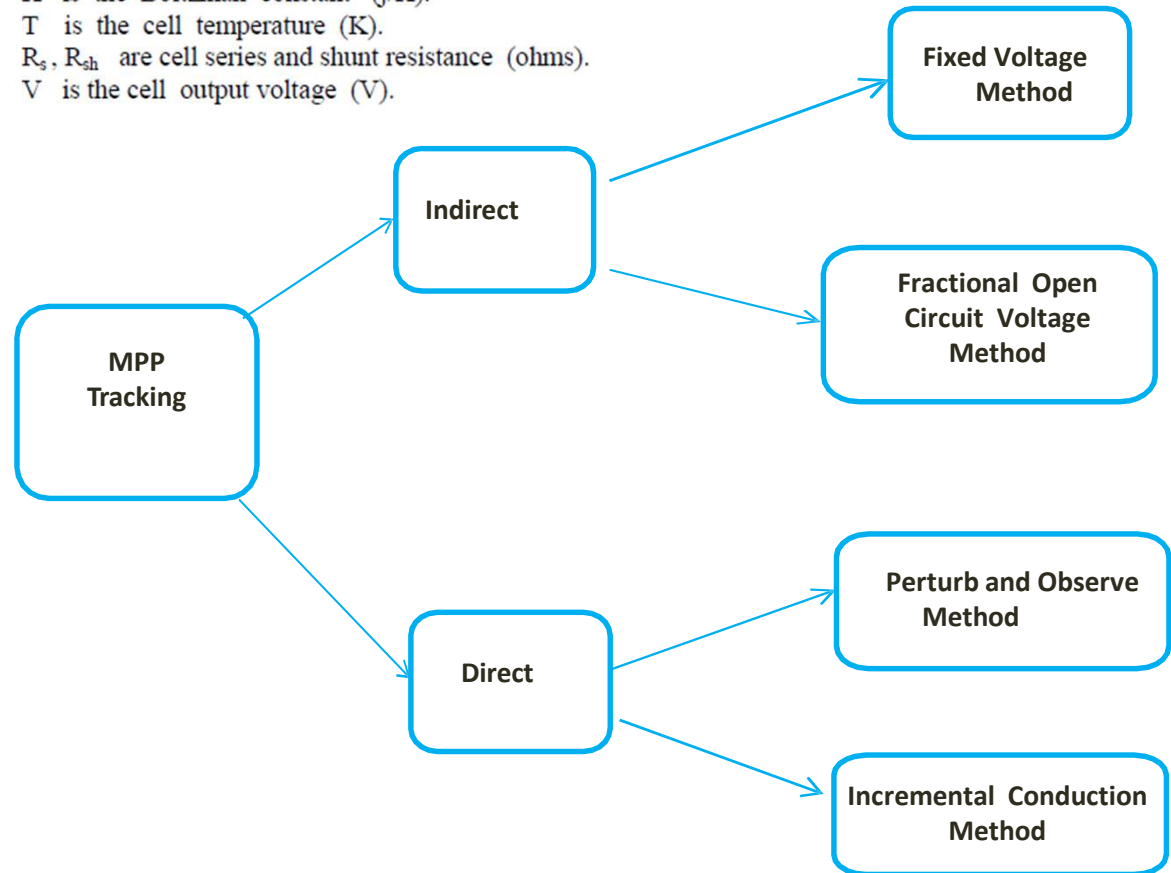 T is the cell temperature (K).
Rs , Rsh are cell series and shunt resistance (ohms).
V is the cell output voltage (V).
Fixed Voltage
Method
Indirect
Fractional Open
Circuit Voltage
Method
MPP
Tracking
Perturb and Observe
Method
Direct
Incremental Conduction
Method